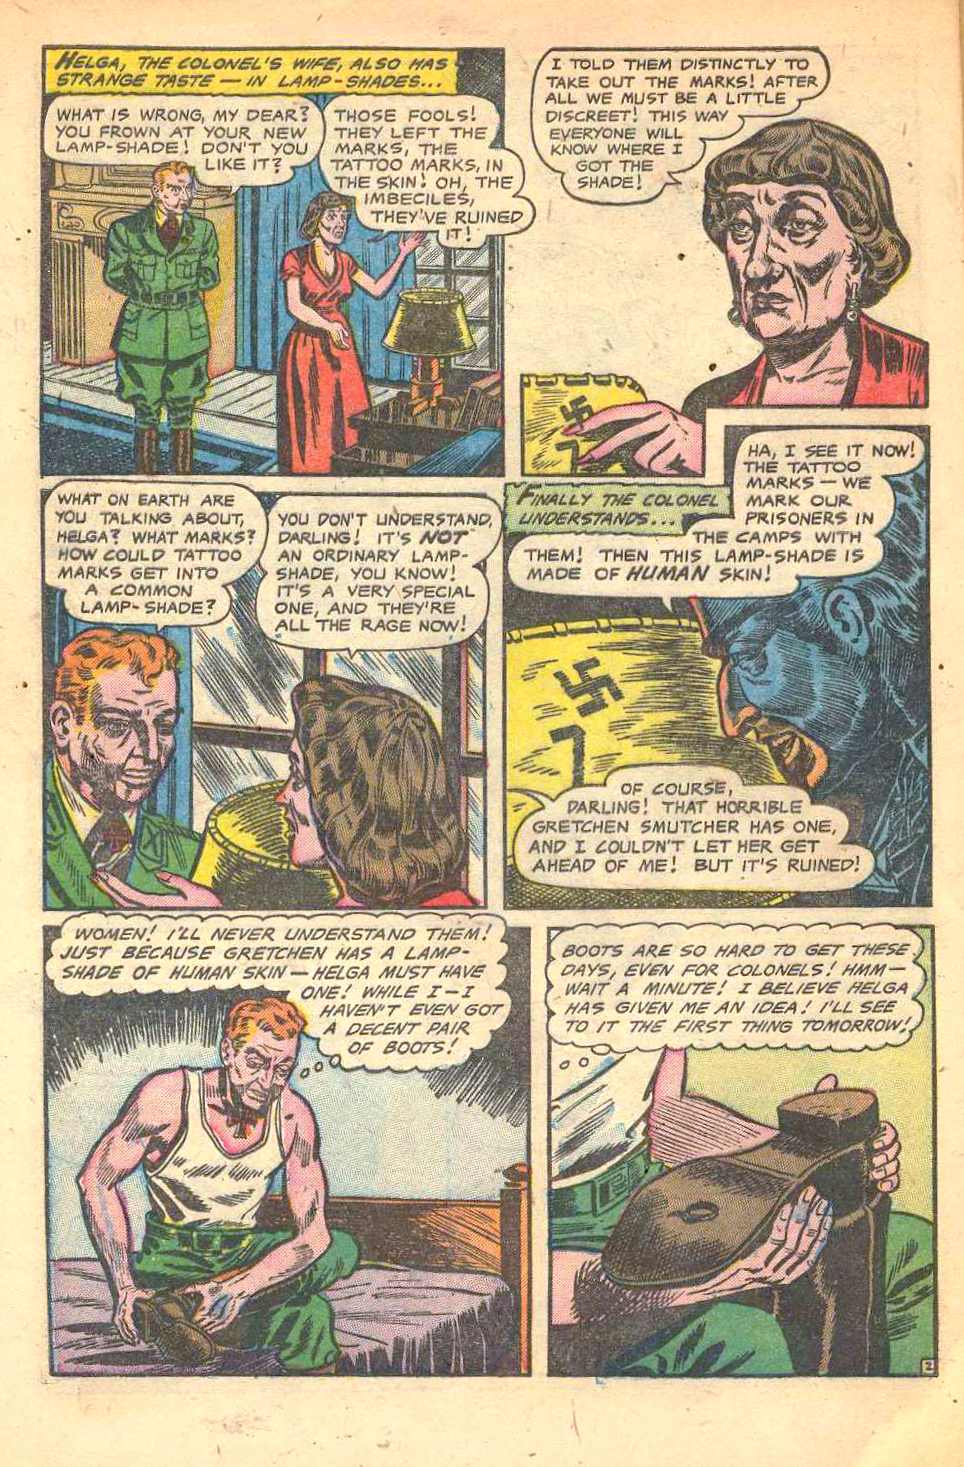 HELGA, THE COLONEL'S WIFE, ALSO HAS
STRANGE TASTE — IN LAMP-SHADES...
WHAT IS WRONG, MY DEAR?
YOU FROWN AT YOUR NEW
LAMP-SHADE! DON'T YOU
LIKE IT?
THOSE FOOLS!
THEY LEFT THE
MARKS, THE
TATTOO MARKS, IN
THE SKIN! OH, THE
IMBECILES,
THEY'VE RUINED
IT!
I TOLD THEM DISTINCTLY TO
TAKE OUT THE MARKS! AFTER
ALL WE MUST BE A LITTLE
DISCREET! THIS WAY
EVERYONE WILL
KNOW WHERE I
GOT THE
SHADE!
7
WHAT ON EARTH ARE
YOU TALKING ABOUT,
HELGA? WHAT MARKS?
HOW COULD TATTOO
MARKS GET INTO
A COMMON
LAMP-SHADE?
YOU DON'T UNDERSTAND,
DARLING! IT'S NOT
AN ORDINARY LAMP-
SHADE, YOU KNOW!
IT'S A VERY SPECIAL
ONE, AND THEY'RE
ALL THE RAGE NOW!
FINALLY THE COLONEL
UNDERSTANDS...
HA, I SEE IT NOW!
THE TATTOO
MARKS — WE
MARK OUR
PRISONERS IN
THE CAMPS WITH
THEM! THEN THIS LAMP-SHADE IS
MADE OF HUMAN SKIN!
7
OF COURSE,
DARLING! THAT HORRIBLE
GRETCHEN SMUTCHER HAS ONE,
AND I COULDN'T LET HER GET
AHEAD OF ME! BUT IT'S RUINED!
WOMEN! I'LL NEVER UNDERSTAND THEM!
JUST BECAUSE GRETCHEN HAS A LAMP-
SHADE OF HUMAN SKIN — HELGA MUST HAVE
ONE! WHILE I — I
HAVEN'T EVEN GOT
A DECENT PAIR
OF BOOTS!
BOOTS ARE SO HARD TO GET THESE
DAYS, EVEN FOR COLONELS! HMM —
WAIT A MINUTE! I BELIEVE HELGA
HAS GIVEN ME AN IDEA! I'LL SEE
TO IT THE FIRST THING TOMORROW!
2